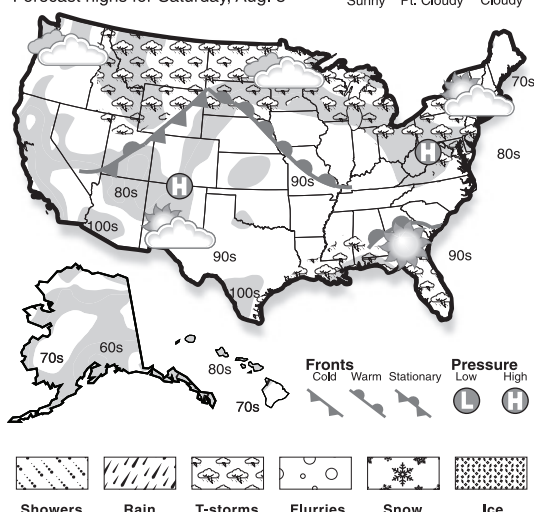 Forecast highs for Saturday, Aug.
Sunny Pt. Cloudy Cloudy
70s
80s
H
H
90s
80s
100s
90s
90s
100s
70s
60s
80s
70s
Fronts
Cold Warm Stationary
Pressure
Low High
L H
Showers Rain T-storms Flurries Snow Ice